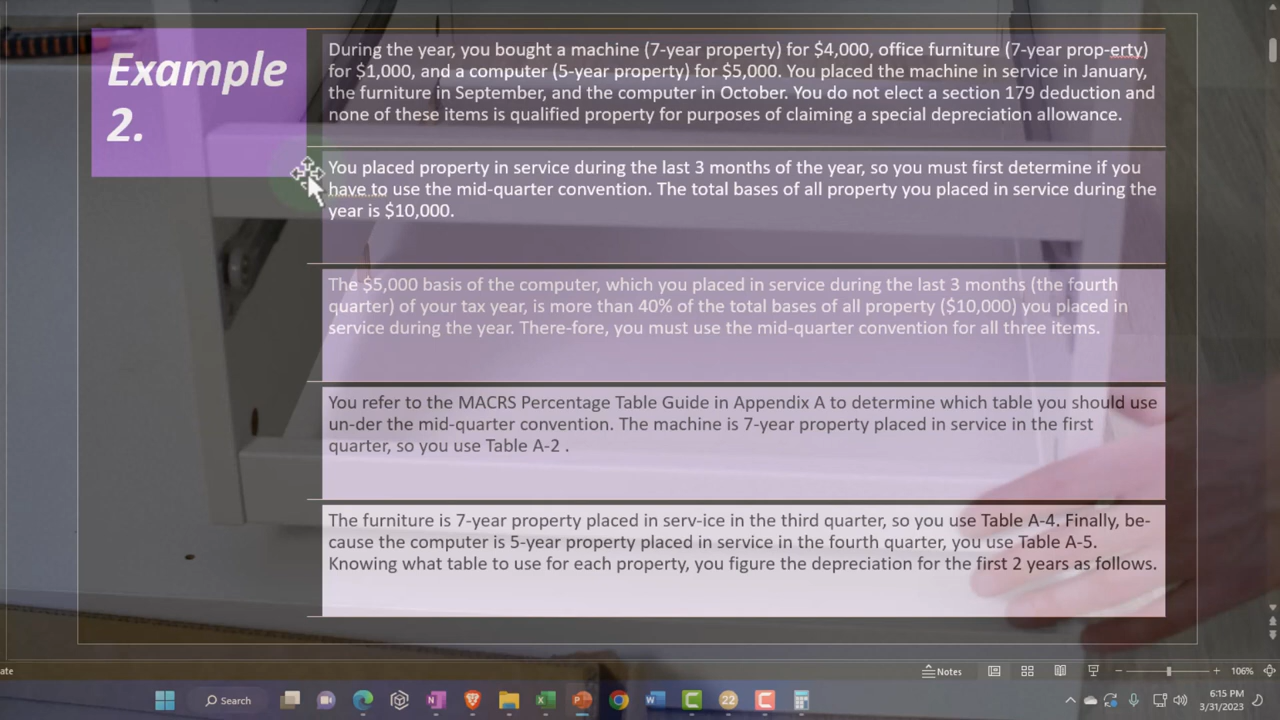 Example
2.
During the year, you bought a machine (7-year property) for $4,000, office furniture (7-year prop-erty)
for $1,000, and a computer (5-year property) for $5,000. You placed the machine in service in January,
the furniture in September, and the computer in October. You do not elect a section 179 deduction and
none of these items is qualified property for purposes of claiming a special depreciation allowance.
You placed property in service during the last 3 months of the year, so you must first determine if you
have to use the mid-quarter convention. The total bases of all property you placed in service during the
year is $10,000.
The $5,000 basis of the computer, which you placed in service during the last 3 months (the fourth
quarter) of your tax year, is more than 40% of the total bases of all property ($10,000) you placed in
service during the year. There-fore, you must use the mid-quarter convention for all three items.
You refer to the MACRS Percentage Table Guide in Appendix A to determine which table you should use
un-der the mid-quarter convention. The machine is 7-year property placed in service in the first
quarter, so you use Table A-2 .
The furniture is 7-year property placed in serv-ice in the third quarter, so you use Table A-4. Finally, be-
cause the computer is 5-year property placed in service in the fourth quarter, you use Table A-5.
Knowing what table to use for each property, you figure the depreciation for the first 2 years as follows.
ate
Notes
106%
Search
22
6:15 PM
3/31/2023